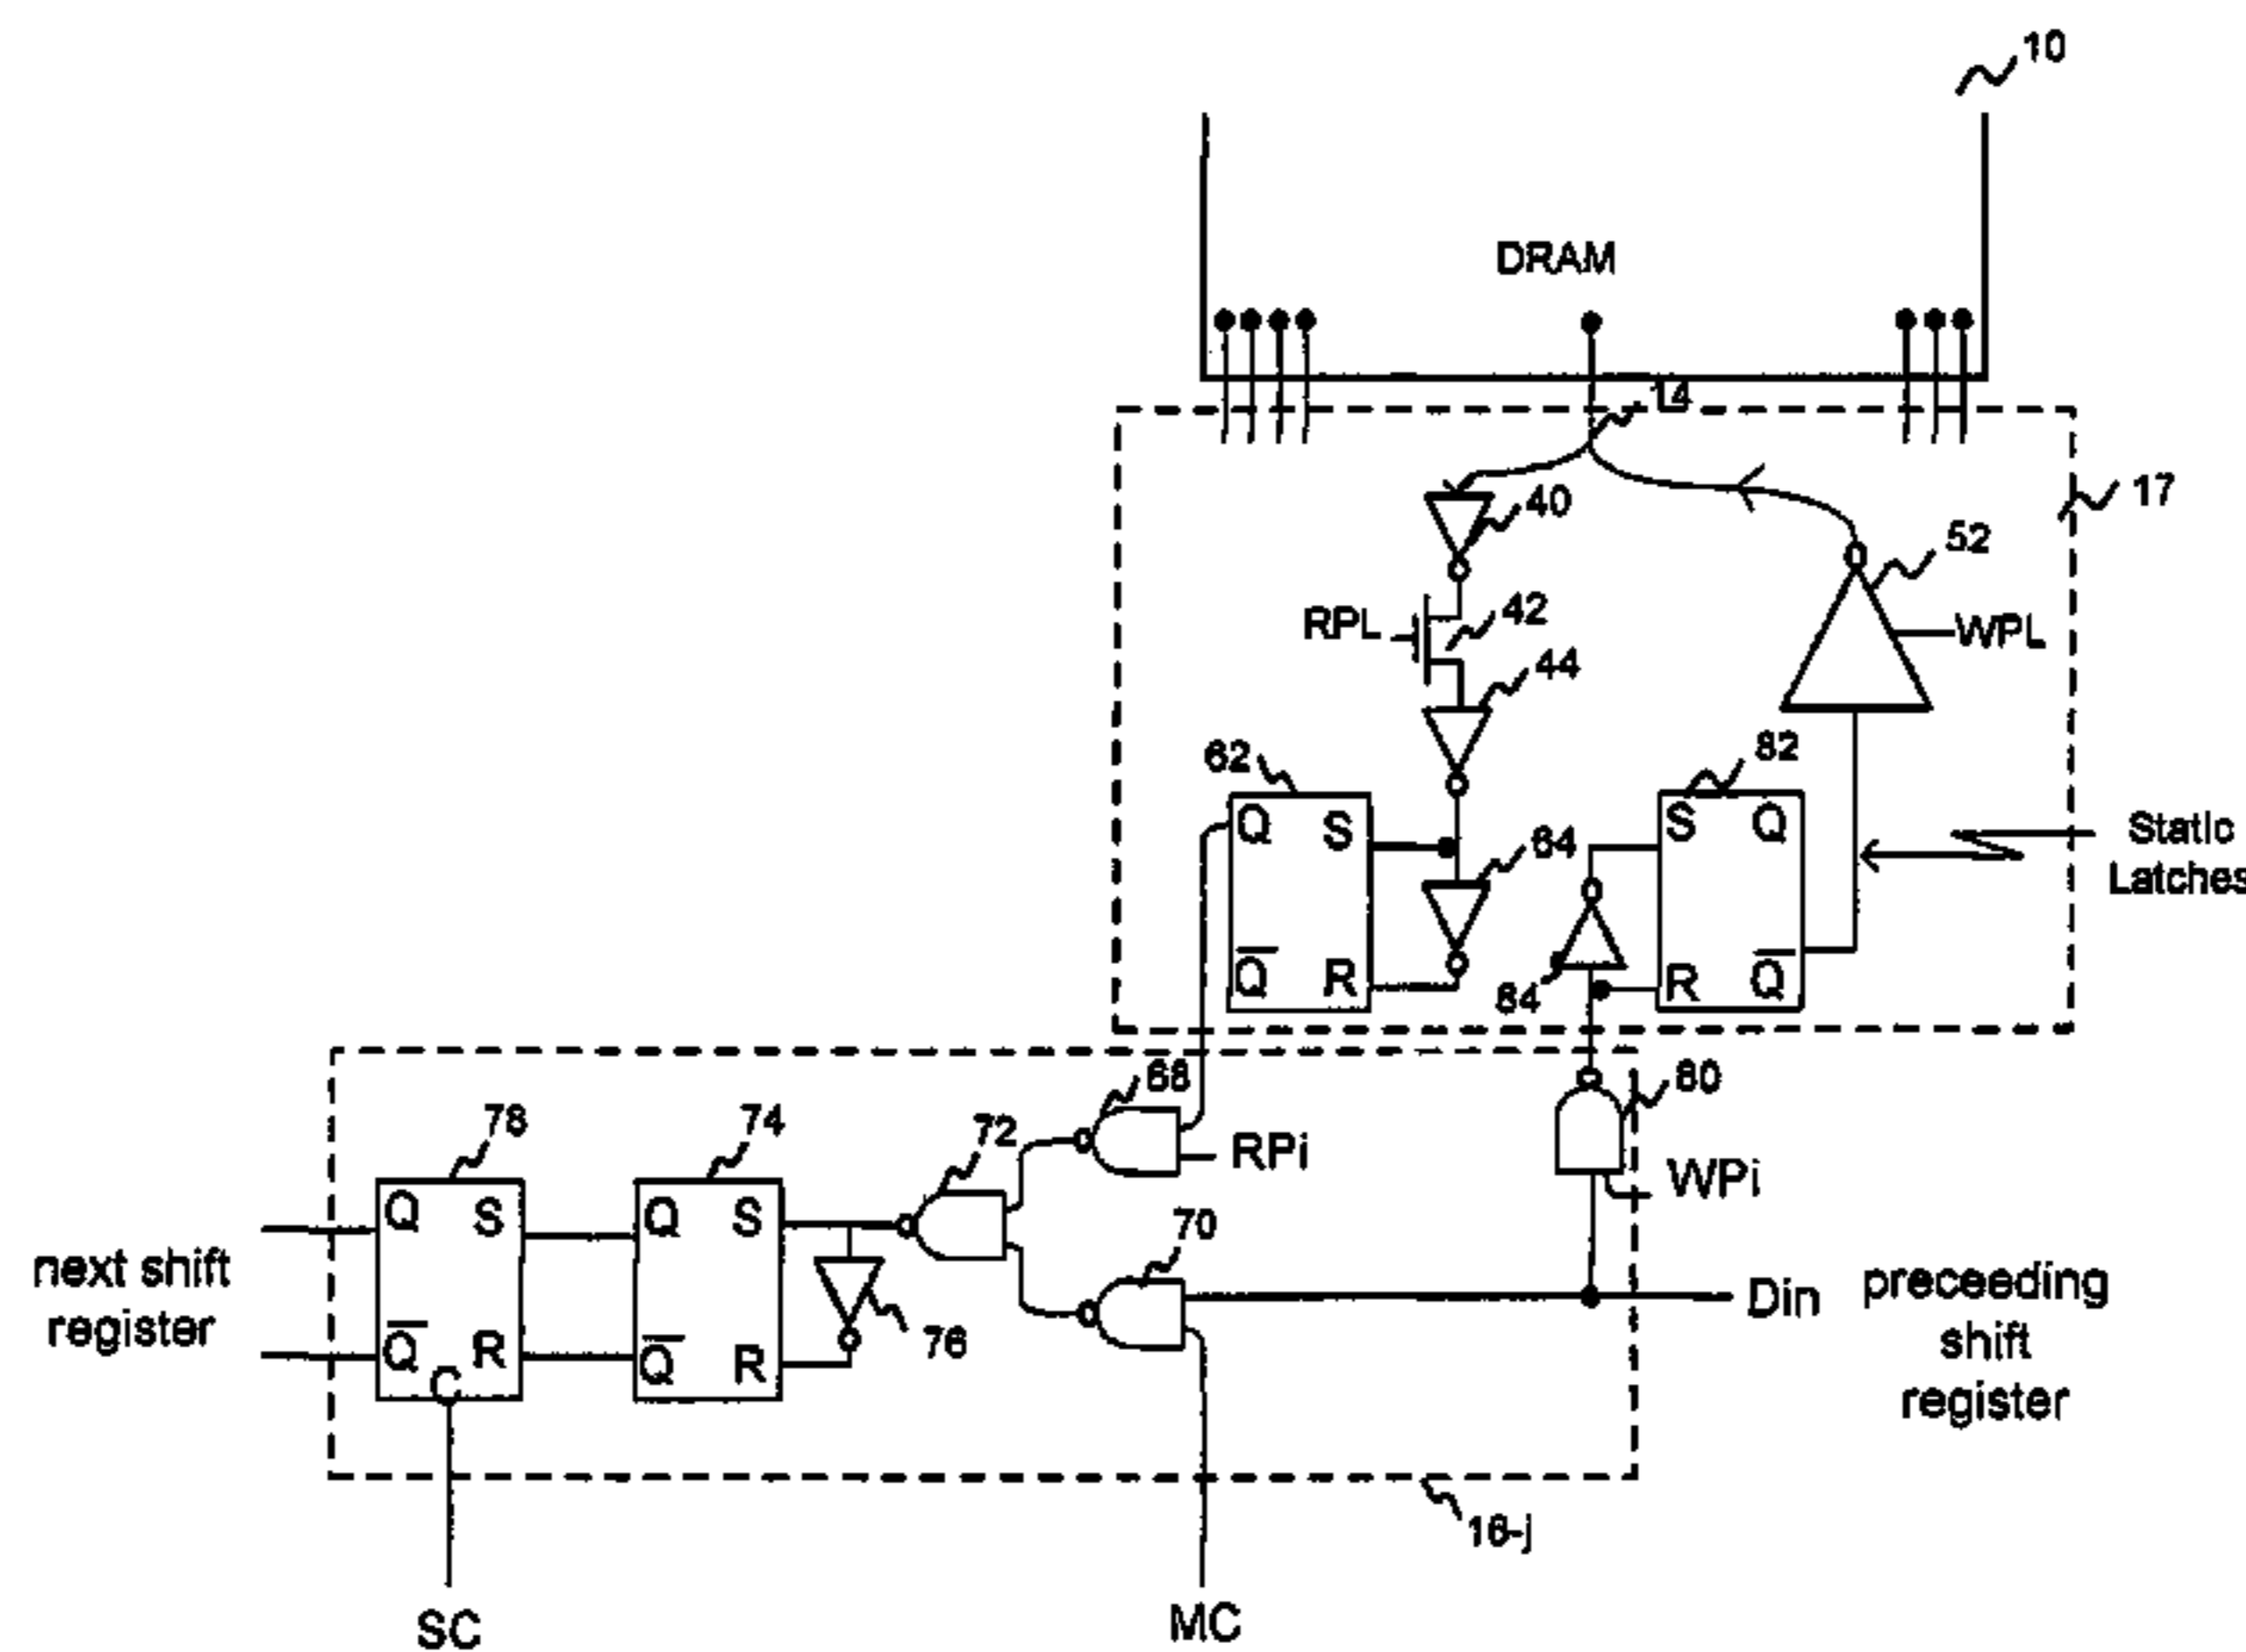 10
DRAM
14
40
17
52
RPL
42
WPL
44
62
82
Q
S
S
Q
64
Static
Latches
Q
R
84
R
Q
68
80
78
74
72
RPi
WPi
Q
S
Q
S
70
next shift
register
Din
preceeding
shift
register
Q
R
Q
R
76
C
16-j
SC
MC